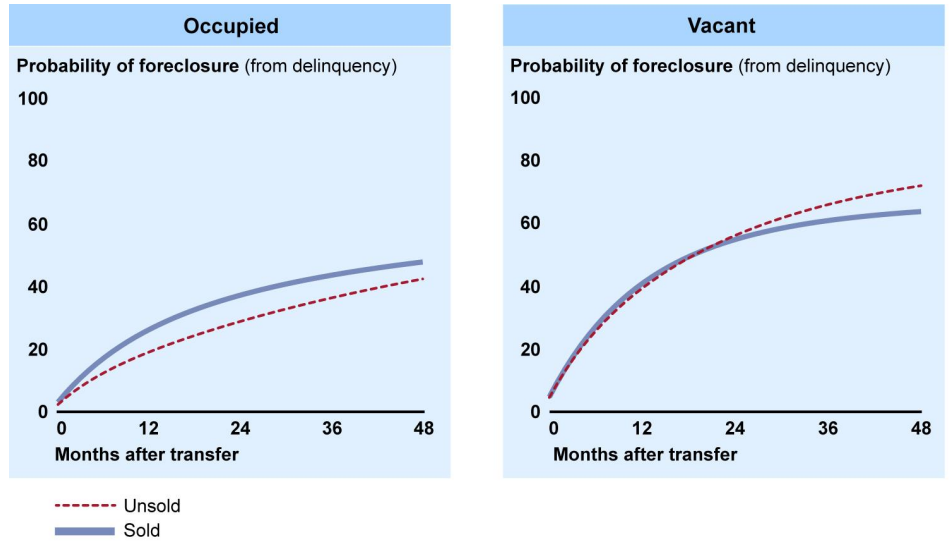 Occupied
Probability of foreclosure (from delinquency)
100
80
60
40
20
0
0 12 24 36 48
Months after transfer
Vacant
Probability of foreclosure (from delinquency)
100
80
60
40
20
0
0 12 24 36 48
Months after transfer
Unsold
Sold